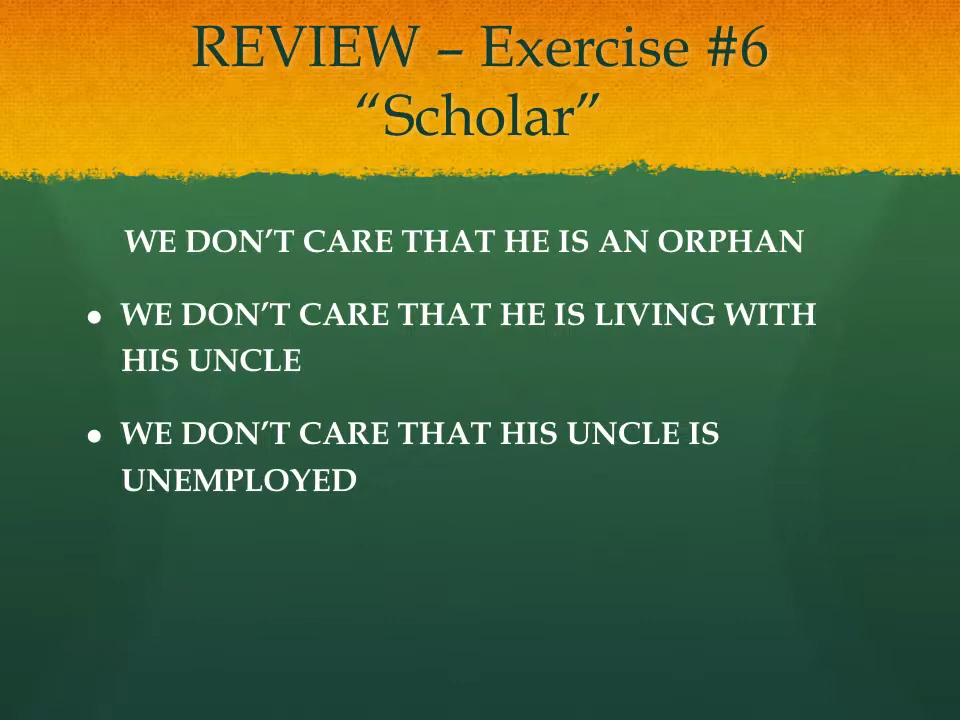 REVIEW – Exercise #6
“Scholar”
WE DON’T CARE THAT HE IS AN ORPHAN
● WE DON’T CARE THAT HE IS LIVING WITH
HIS UNCLE
● WE DON’T CARE THAT HIS UNCLE IS
UNEMPLOYED